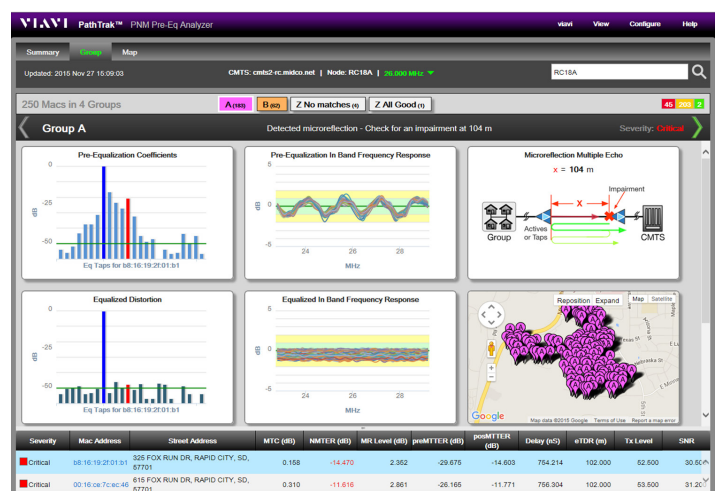 VIAVI PathTrak™ PNM Pre-Eq Analyzer viavi View Configure Help
Summary Group Map
Updated: 2015 Nov 27 15:09:03 CMTS: cmts2-rc.midco.net | Node: RC18A | 26.000 MHz RC18A
250 Macs in 4 Groups A (183) B (62) Z No matches (4) Z All Good (1) 45 203 2
Group A Detected microreflection - Check for an impairment at 104 m Severity: Critical
Pre-Equalization Coefficients
0
-25
-50
dB
Eq Taps for b8:16:19:2f:01:b1
Pre-Equalization In Band Frequency Response
5
0
-5
dB
24 26 28
MHz
Microreflection Multiple Echo
x = 104 m
Impairment
X
Group
Actives or Taps
CMTS
Equalized Distortion
0
-25
-50
dB
Eq Taps for b8:16:19:2f:01:b1
Equalized In Band Frequency Response
5
0
-5
dB
24 26 28
MHz
Reposition Expand Map Satellite
Google Map data ©2015 Google Terms of Use Report a map error
Severity Mac Address Street Address MTC (dB) NMTER (dB) MR Level (dB) preMTTER (dB) posMTTER (dB) Delay (nS) eTDR (m) Tx Level SNR
Critical b8:16:19:2f:01:b1 325 FOX RUN DR, RAPID CITY, SD, 57701 0.158 -14.470 2.352 -29.675 -14.603 754.214 102.000 52.500 30.500
Critical 00:16:ce:7c:ec:46 615 FOX RUN DR, RAPID CITY, SD, 57701 0.310 -11.616 2.861 -26.165 -11.771 756.304 102.000 53.500 31.200